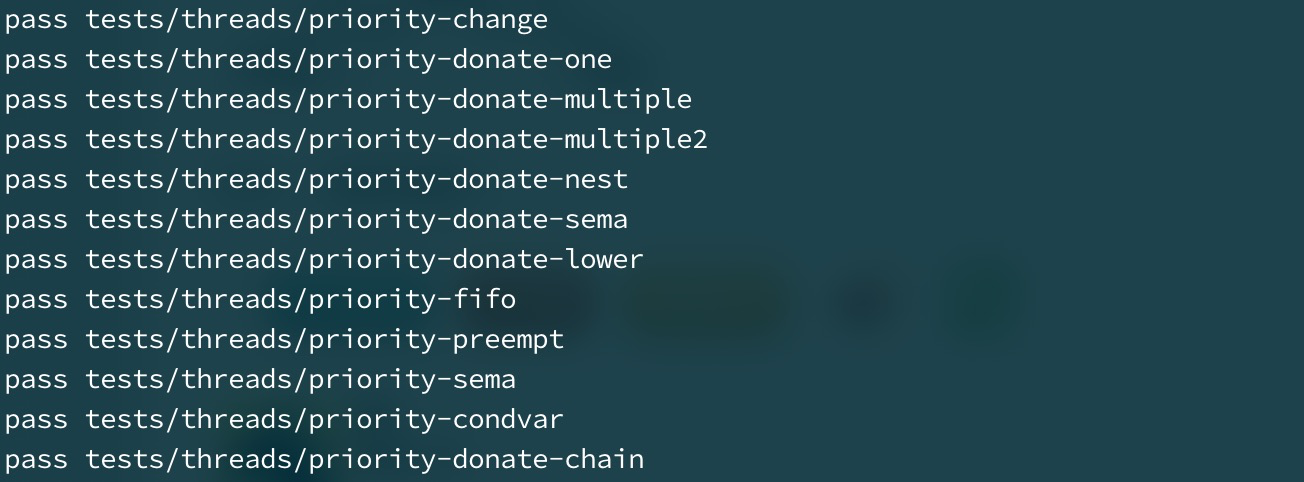 pass tests/threads/priority-change
pass tests/threads/priority-donate-one
pass tests/threads/priority-donate-multiple
pass tests/threads/priority-donate-multiple2
pass tests/threads/priority-donate-nest
pass tests/threads/priority-donate-sema
pass tests/threads/priority-donate-lower
pass tests/threads/priority-fifo
pass tests/threads/priority-preempt
pass tests/threads/priority-sema
pass tests/threads/priority-condvar
pass tests/threads/priority-donate-chain